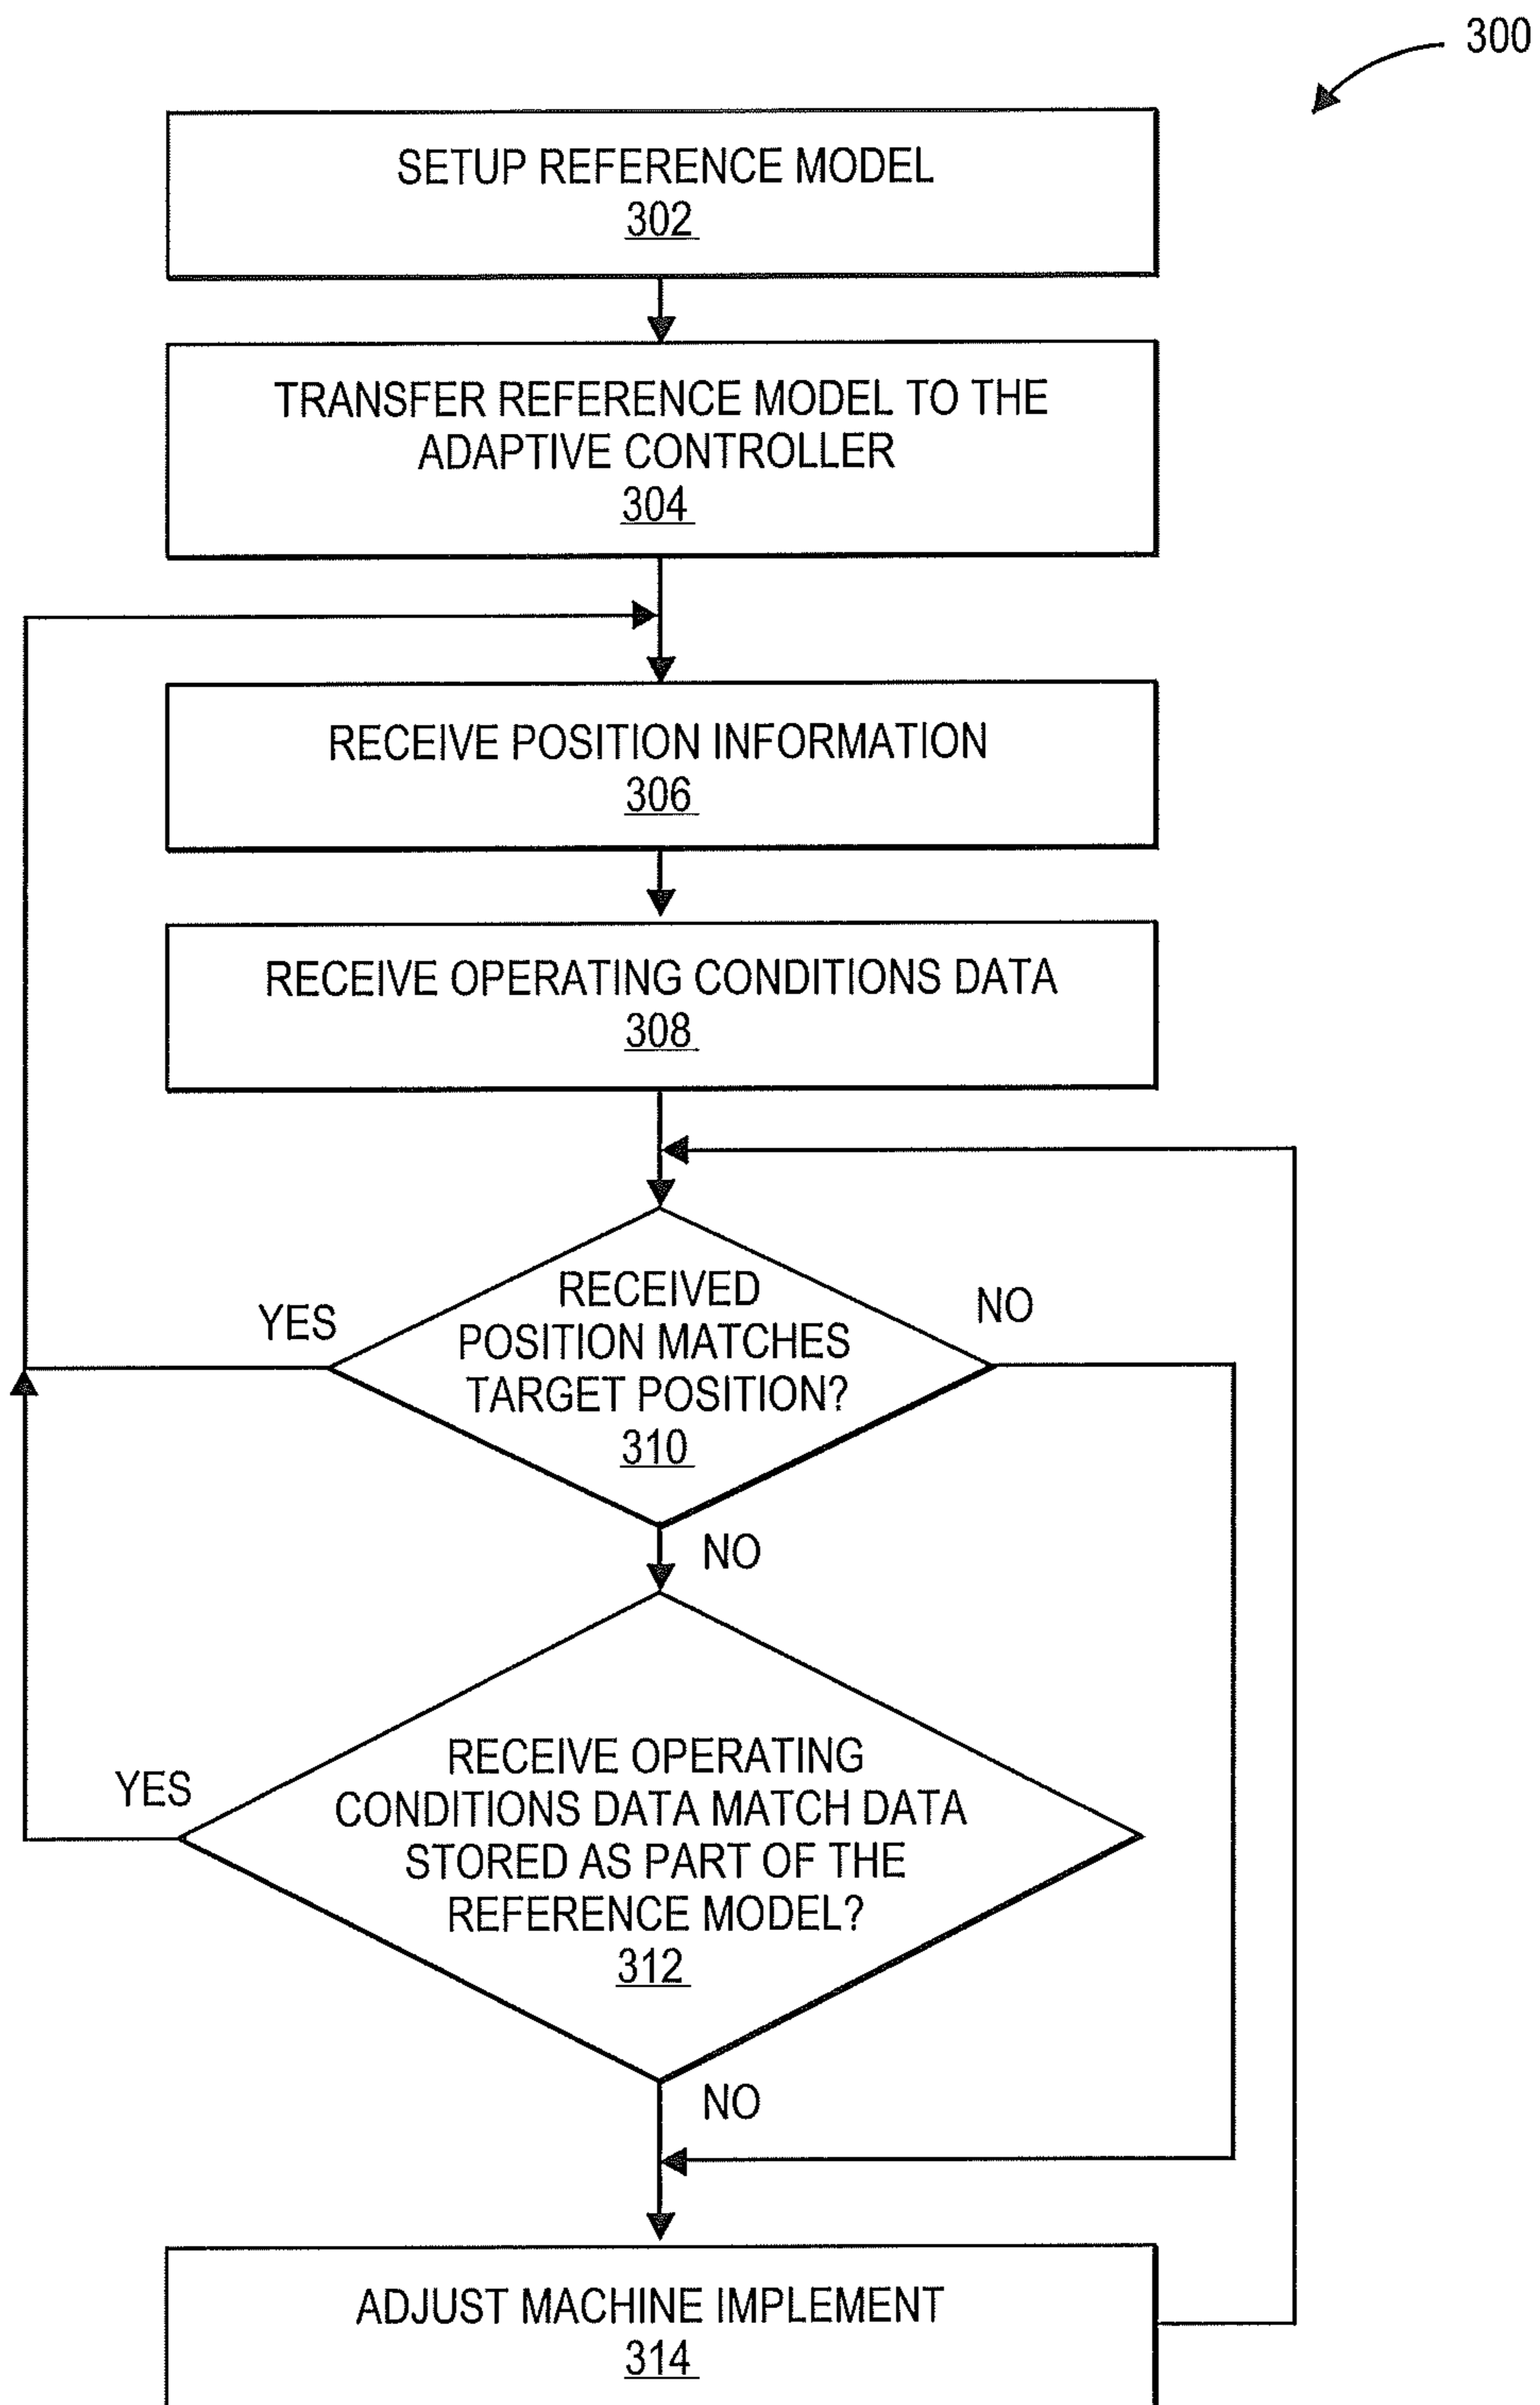 300
SETUP REFERENCE MODEL
302
TRANSFER REFERENCE MODEL TO THE
ADAPTIVE CONTROLLER
304
RECEIVE POSITION INFORMATION
306
RECEIVE OPERATING CONDITIONS DATA
308
RECEIVED
POSITION MATCHES
TARGET POSITION?
310
YES
NO
NO
RECEIVE OPERATING
CONDITIONS DATA MATCH DATA
STORED AS PART OF THE
REFERENCE MODEL?
312
YES
NO
ADJUST MACHINE IMPLEMENT
314